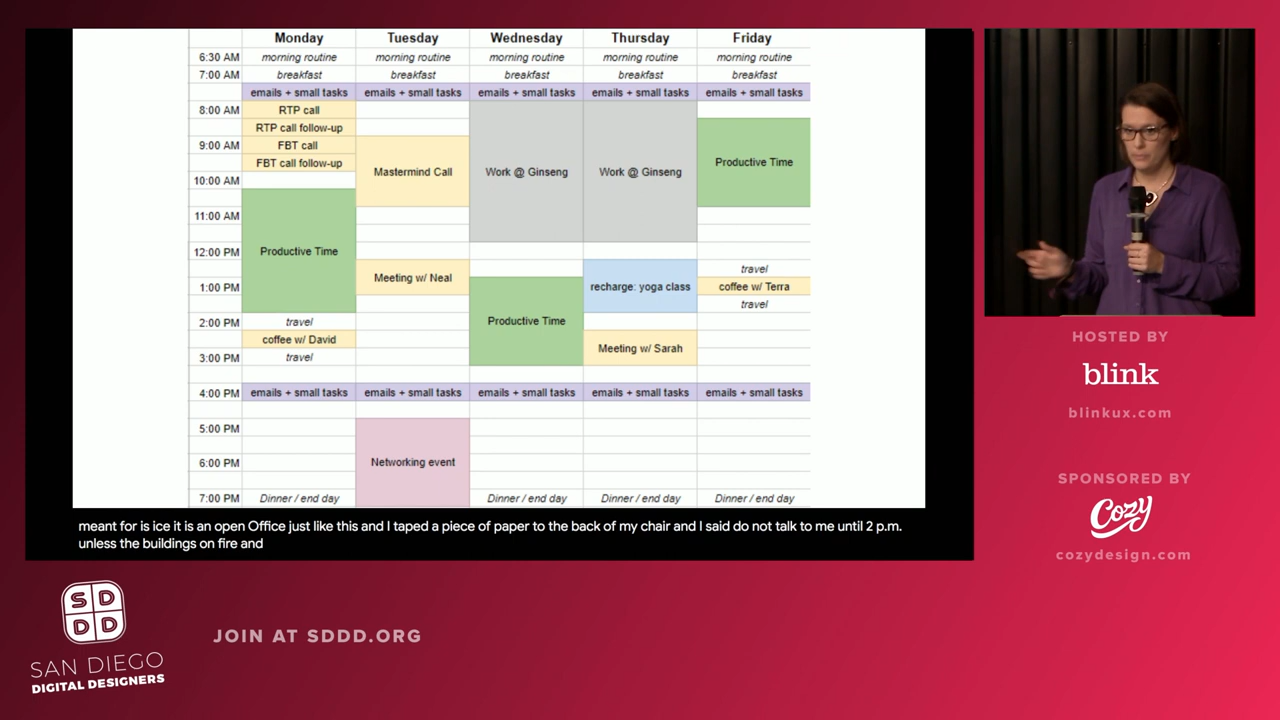 Monday Tuesday Wednesday Thursday Friday
6:30 AM morning routine morning routine morning routine morning routine morning routine
7:00 AM breakfast breakfast breakfast breakfast breakfast
emails + small tasks emails + small tasks emails + small tasks emails + small tasks emails + small tasks
8:00 AM RTP call
RTP call follow-up
9:00 AM FBT call
FBT call follow-up Productive Time
Mastermind Call Work @ Ginseng Work @ Ginseng
10:00 AM
11:00 AM
12:00 PM Productive Time
travel
Meeting w/ Neal
1:00 PM recharge: yoga class coffee w/ Terra
travel
2:00 PM travel Productive Time
coffee w/ David Meeting w/ Sarah
3:00 PM travel
4:00 PM emails + small tasks emails + small tasks emails + small tasks emails + small tasks emails + small tasks
5:00 PM
6:00 PM Networking event
7:00 PM Dinner / end day Dinner / end day Dinner / end day Dinner / end day
meant for is ice it is an open Office just like this and I taped a piece of paper to the back of my chair and I said do not talk to me until 2 p.m.
unless the buildings on fire and
HOSTED BY
blink
blinkux.com
SPONSORED BY
Cozy
cozydesign.com
SD
DD
SAN DIEGO
DIGITAL DESIGNERS
JOIN AT SDDD.ORG